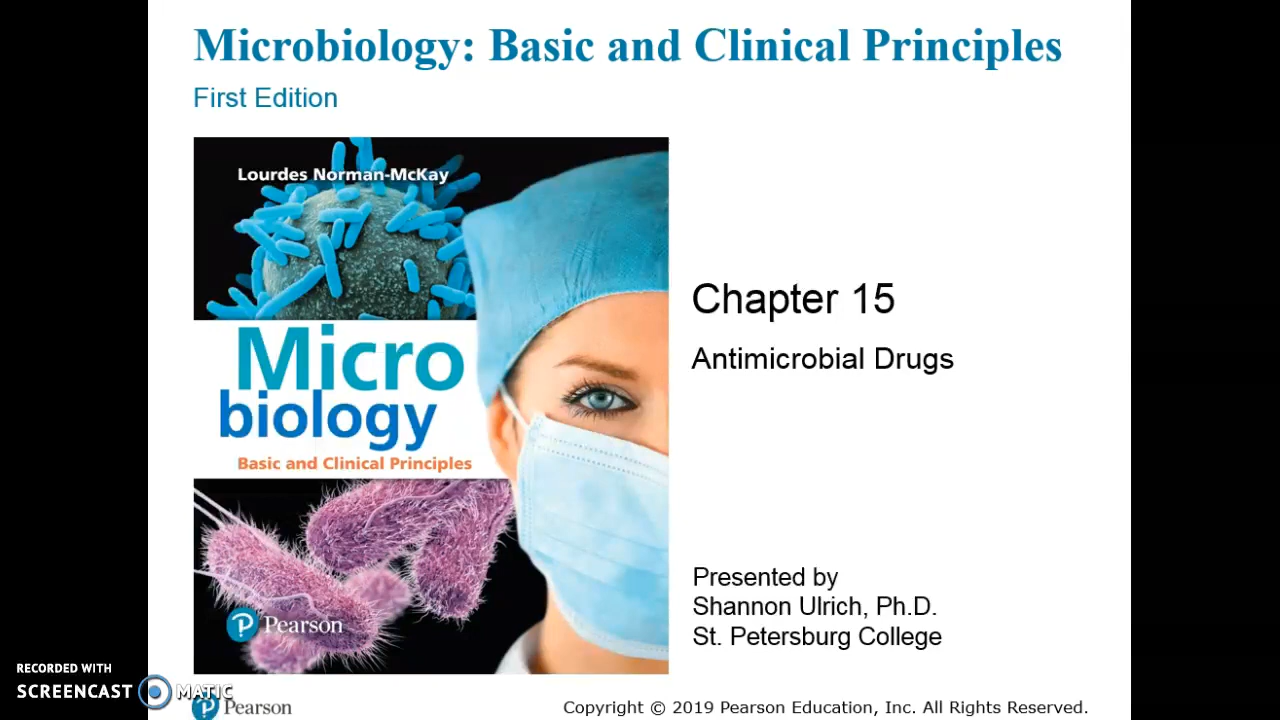 Microbiology: Basic and Clinical Principles
First Edition
Lourdes Norman-McKay
Micro
biology
Basic and Clinical Principles
Pearson
Chapter 15
Antimicrobial Drugs
Presented by
Shannon Ulrich, Ph.D.
St. Petersburg College
RECORDED WITH
SCREENCAST MATIC
Pearson
Copyright © 2019 Pearson Education, Inc. All Rights Reserved.